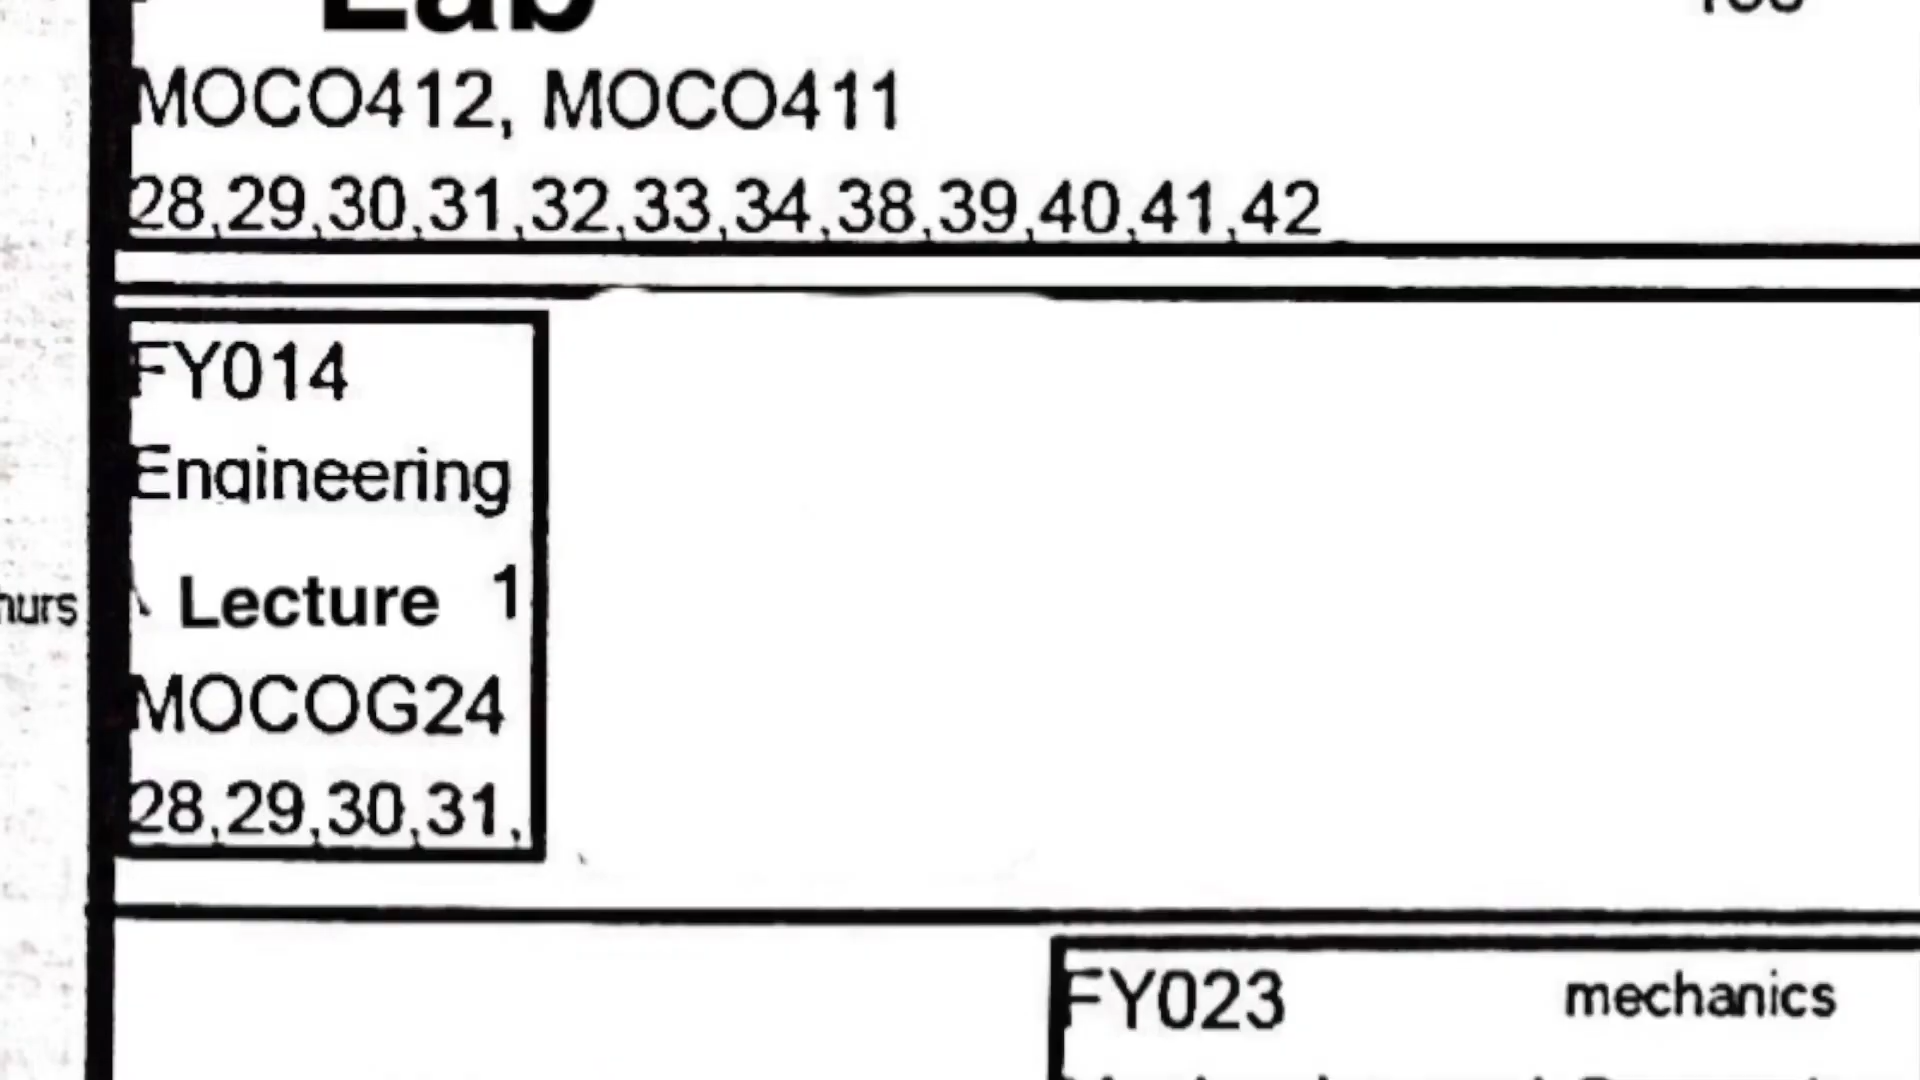 Lab
MOCO412, MOCO411
28,29,30,31,32,33,34,38,39,40,41,42
FY014
Engineering
Lecture 1
MOCOG24
28,29,30,31,
FY023 mechanics